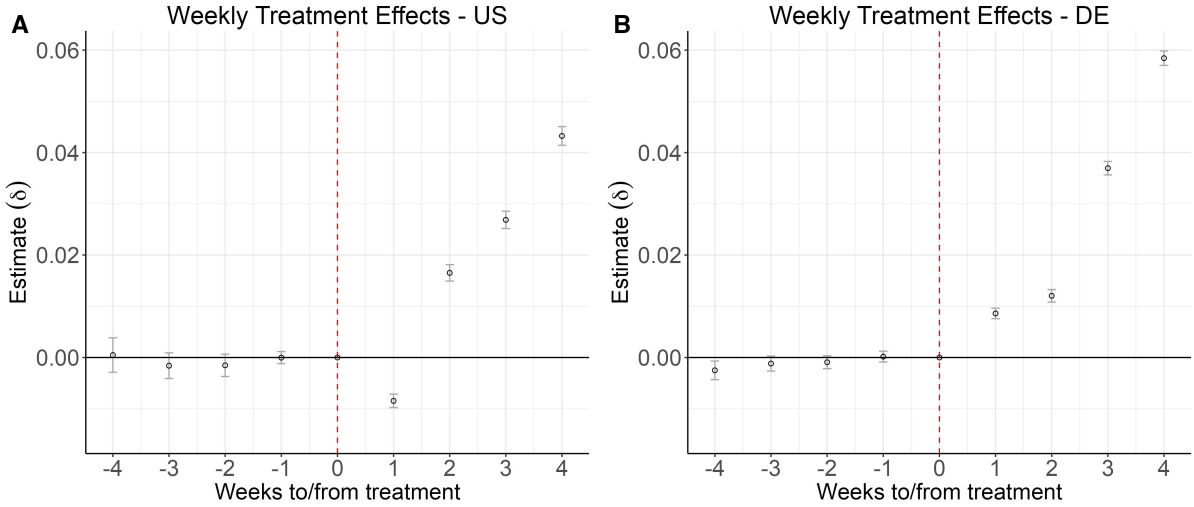 A
Weekly Treatment Effects - US
0.06
0.04
0.02
0.00
Estimate (δ)
-4 -3 -2 -1 0 1 2 3 4
Weeks to/from treatment
B
Weekly Treatment Effects - DE
0.06
0.04
0.02
0.00
Estimate (δ)
-4 -3 -2 -1 0 1 2 3 4
Weeks to/from treatment